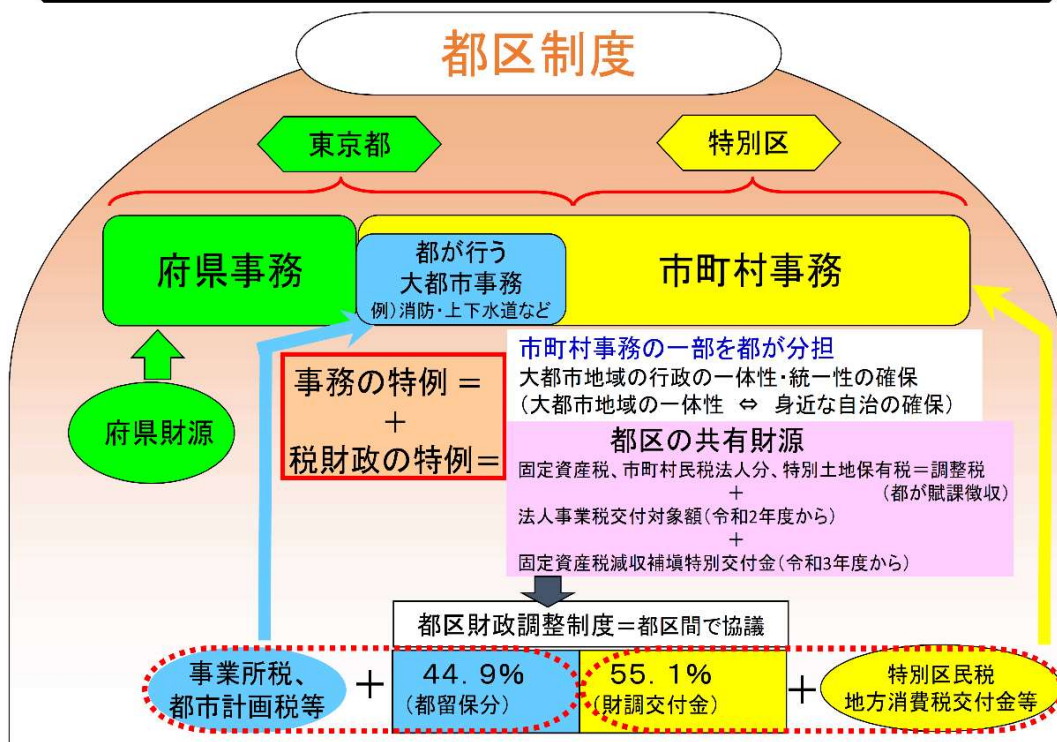 都区制度
東京都
特別区
府県事務
都が行う
大都市事務
例)消防・上下水道など
市町村事務
府県財源
事務の特例 =
+
税財政の特例=
市町村事務の一部を都が分担
大都市地域の行政の一体性・統一性の確保
(大都市地域の一体性 ⇔ 身近な自治の確保)
都区の共有財源
固定資産税、市町村民税法人分、特別土地保有税=調整税
+ (都が賦課徴収)
法人事業税交付対象額(令和2年度から)
+
固定資産税減収補填特別交付金(令和3年度から)
都区財政調整制度=都区間で協議
事業所税、
都市計画税等
+
44.9%
(都留保分)
55.1%
(財調交付金)
+
特別区民税
地方消費税交付金等